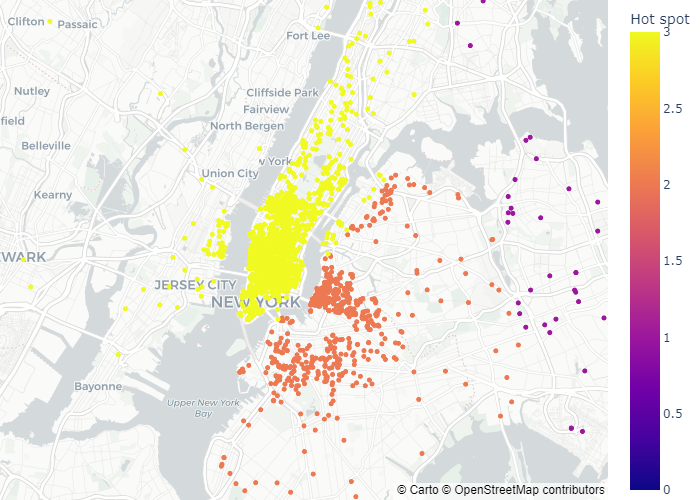 Hot spot
3
2.5
2
1.5
1
0.5
0
Clifton
Passaic
Fort Lee
Nutley
Cliffside Park
Fairview
North Bergen
field
Belleville
v York
Union City
Kearny
WARK
JERSEY CITY
NEW YORK
Bayonne
Upper New York
Bay
© Carto © OpenStreetMap contributors